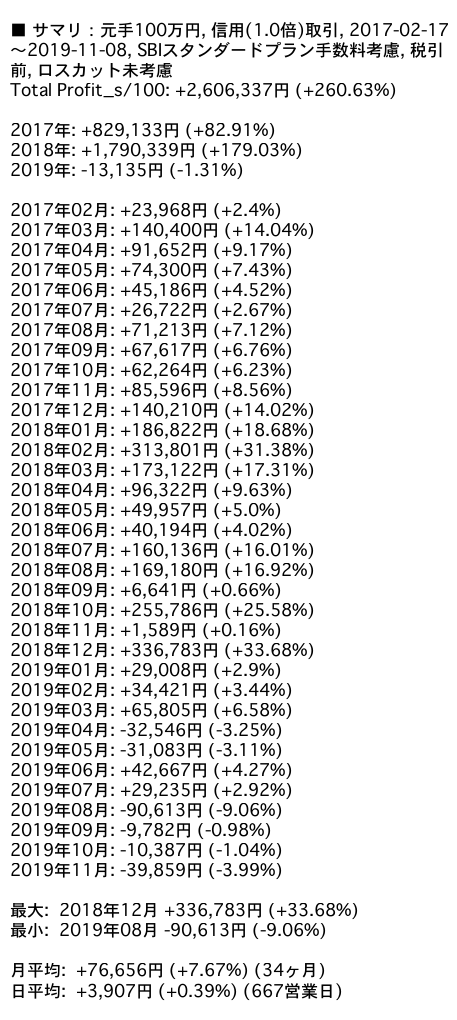 ■ サマリ：元手100万円, 信用(1.0倍)取引, 2017-02-17
～2019-11-08, SBIスタンダードプラン手数料考慮, 税引
前, ロスカット未考慮
Total Profit_s/100: +2,606,337円 (+260.63%)
2017年: +829,133円 (+82.91%)
2018年: +1,790,339円 (+179.03%)
2019年: -13,135円 (-1.31%)
2017年02月: +23,968円 (+2.4%)
2017年03月: +140,400円 (+14.04%)
2017年04月: +91,652円 (+9.17%)
2017年05月: +74,300円 (+7.43%)
2017年06月: +45,186円 (+4.52%)
2017年07月: +26,722円 (+2.67%)
2017年08月: +71,213円 (+7.12%)
2017年09月: +67,617円 (+6.76%)
2017年10月: +62,264円 (+6.23%)
2017年11月: +85,596円 (+8.56%)
2017年12月: +140,210円 (+14.02%)
2018年01月: +186,822円 (+18.68%)
2018年02月: +313,801円 (+31.38%)
2018年03月: +173,122円 (+17.31%)
2018年04月: +96,322円 (+9.63%)
2018年05月: +49,957円 (+5.0%)
2018年06月: +40,194円 (+4.02%)
2018年07月: +160,136円 (+16.01%)
2018年08月: +169,180円 (+16.92%)
2018年09月: +6,641円 (+0.66%)
2018年10月: +255,786円 (+25.58%)
2018年11月: +1,589円 (+0.16%)
2018年12月: +336,783円 (+33.68%)
2019年01月: +29,008円 (+2.9%)
2019年02月: +34,421円 (+3.44%)
2019年03月: +65,805円 (+6.58%)
2019年04月: -32,546円 (-3.25%)
2019年05月: -31,083円 (-3.11%)
2019年06月: +42,667円 (+4.27%)
2019年07月: +29,235円 (+2.92%)
2019年08月: -90,613円 (-9.06%)
2019年09月: -9,782円 (-0.98%)
2019年10月: -10,387円 (-1.04%)
2019年11月: -39,859円 (-3.99%)
最大: 2018年12月 +336,783円 (+33.68%)
最小: 2019年08月 -90,613円 (-9.06%)
月平均: +76,656円 (+7.67%) (34ヶ月)
日平均: +3,907円 (+0.39%) (667営業日)